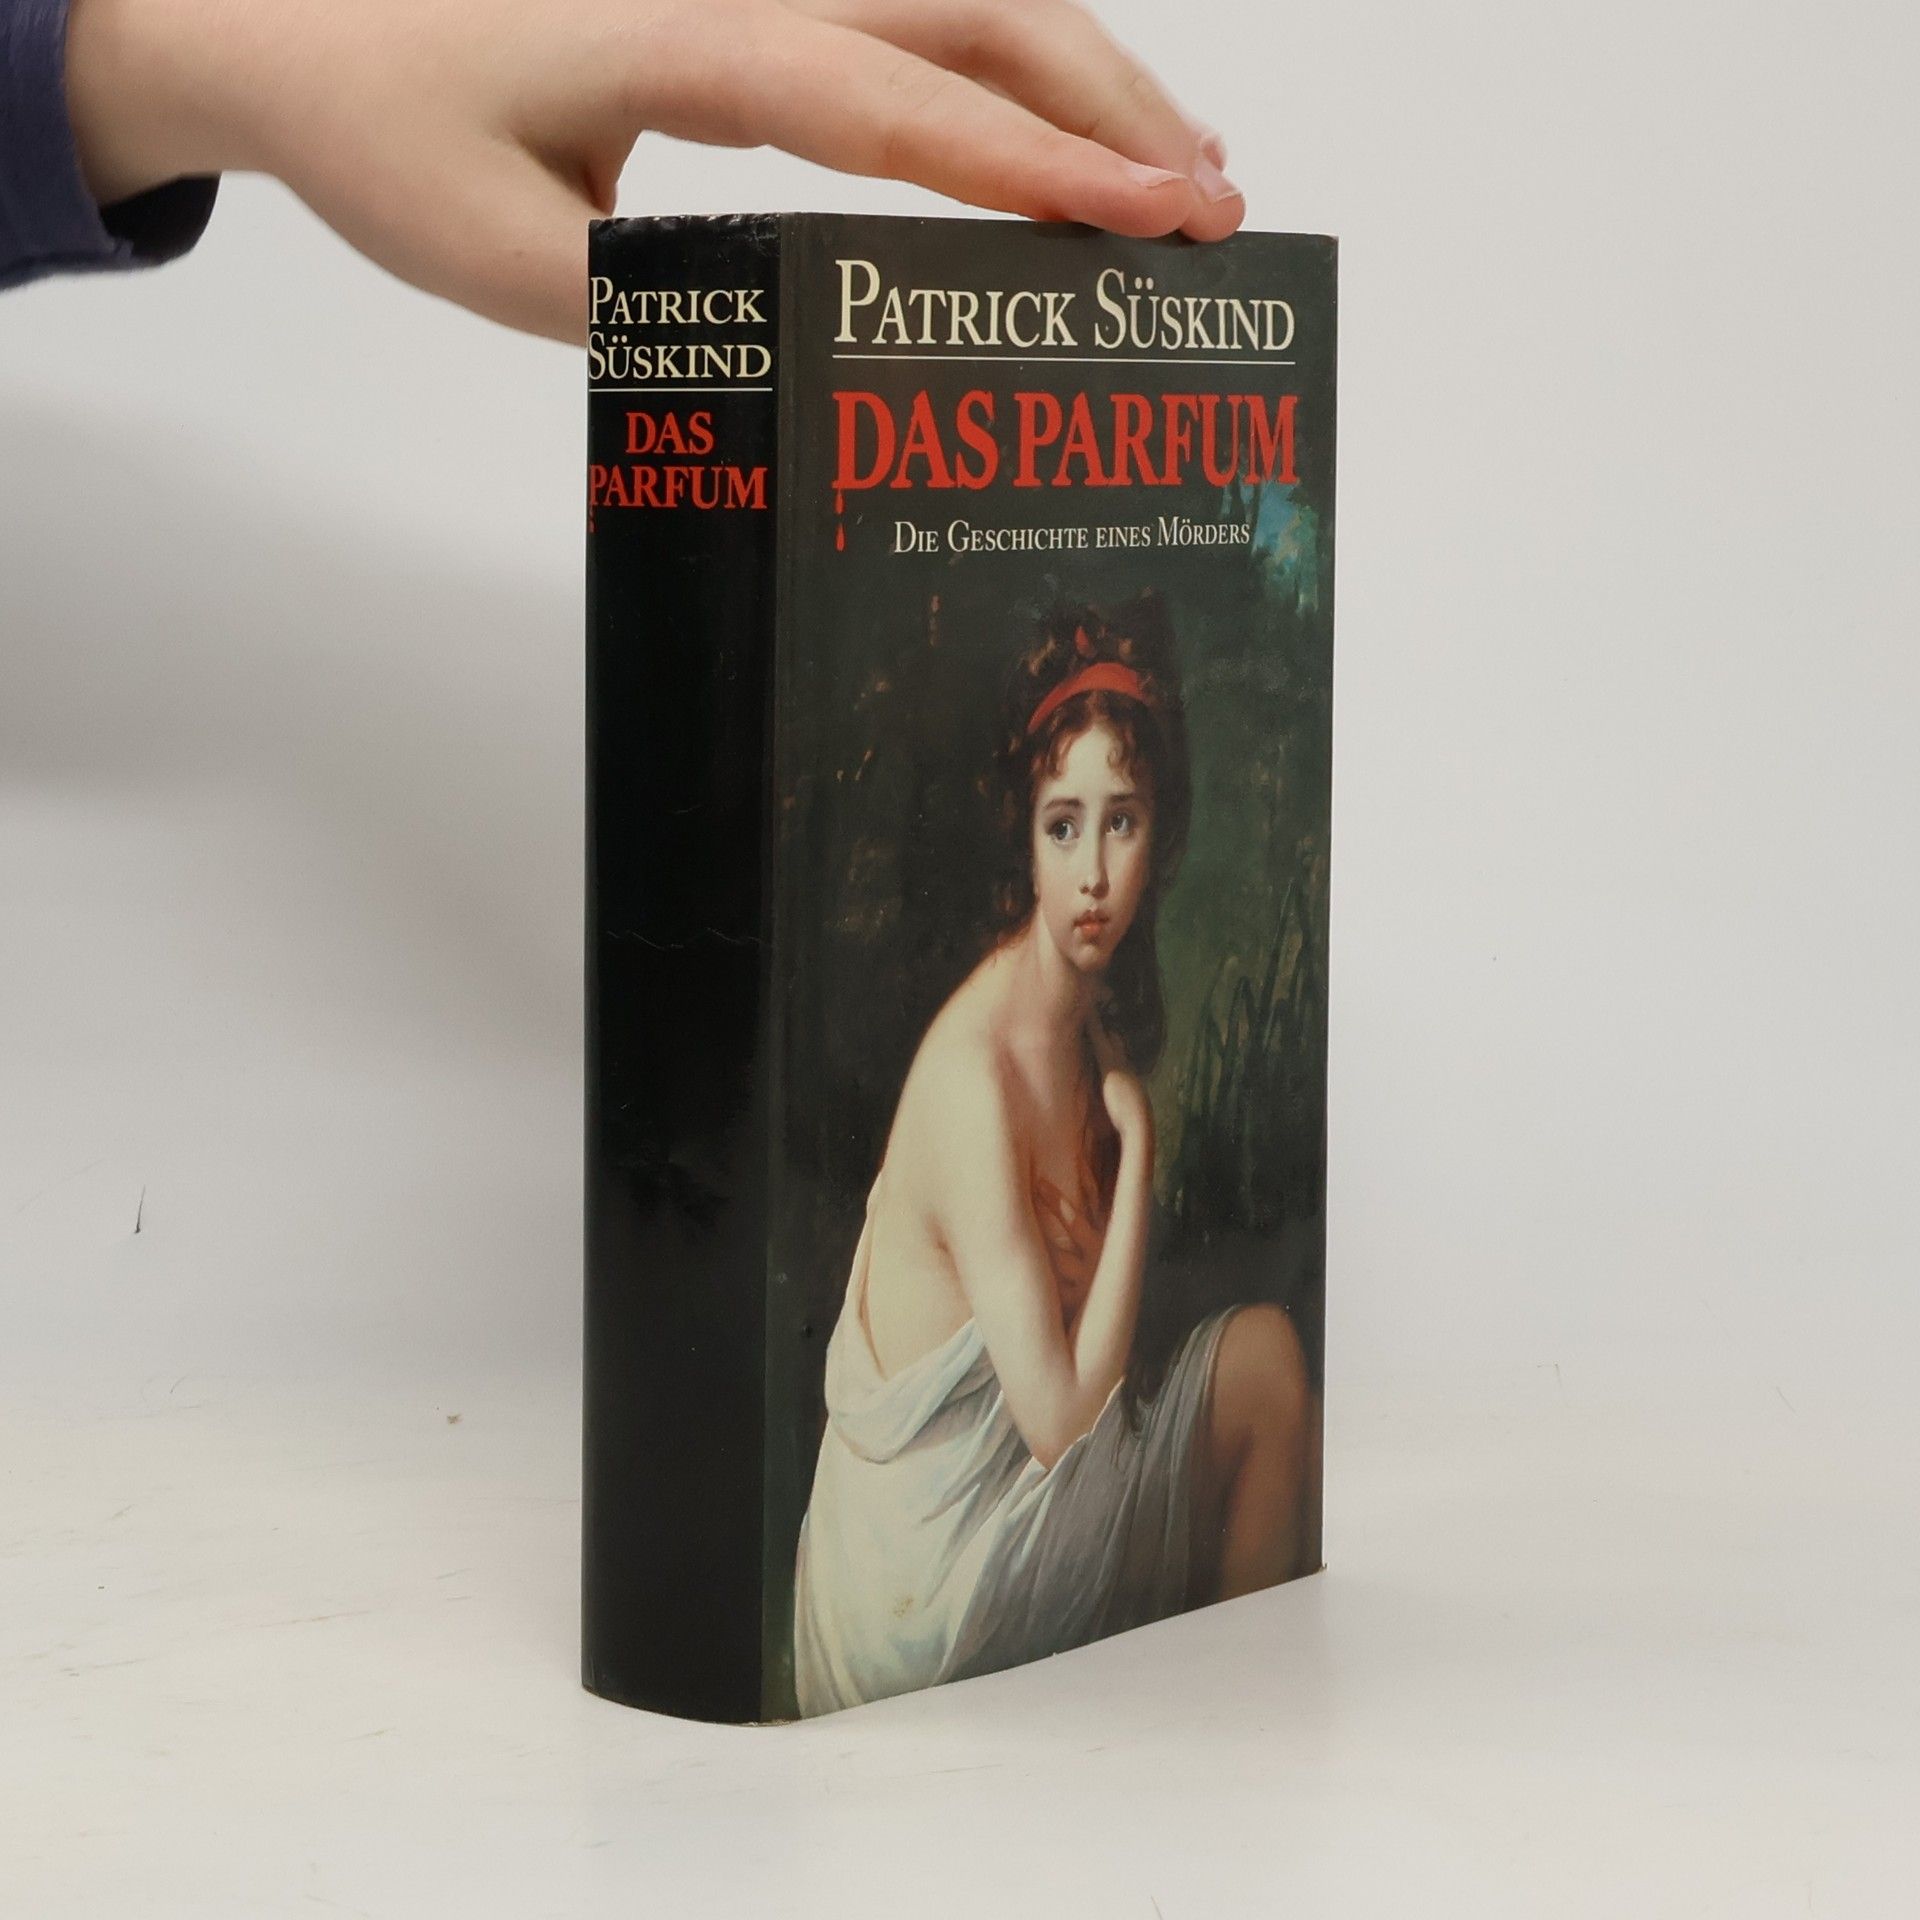 PATRICK
SÜSKIND
DAS
PARFUM
PATRICK SÜSKIND
DAS PARFUM
DIE GESCHICHTE EINES MÖRDERS